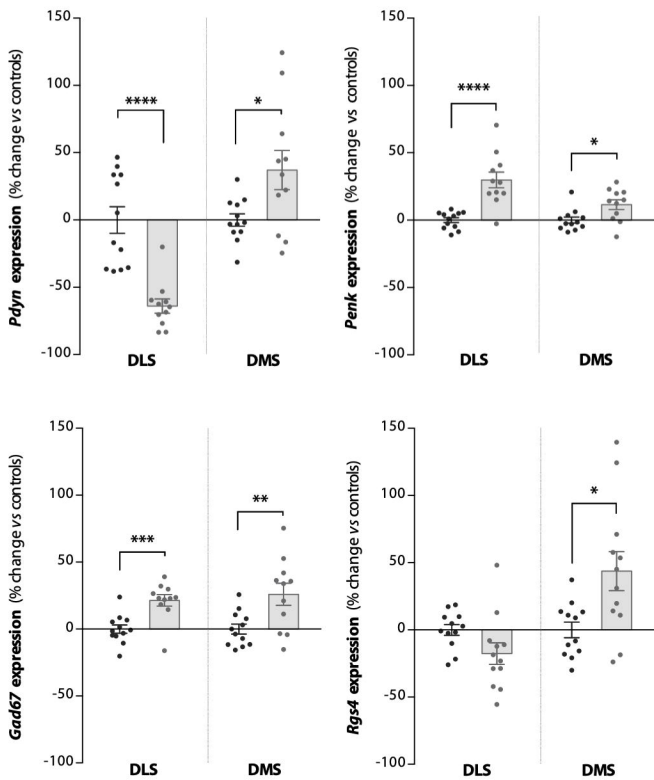 Pdyn expression (% change vs controls)
150
100
50
0
-50
-100
****
*
DLS
DMS
Penk expression (% change vs controls)
150
100
50
0
-50
-100
****
*
DLS
DMS
Gad67 expression (% change vs controls)
150
100
50
0
-50
-100
***
**
DLS
DMS
Rgs4 expression (% change vs controls)
150
100
50
0
-50
-100
*
DLS
DMS